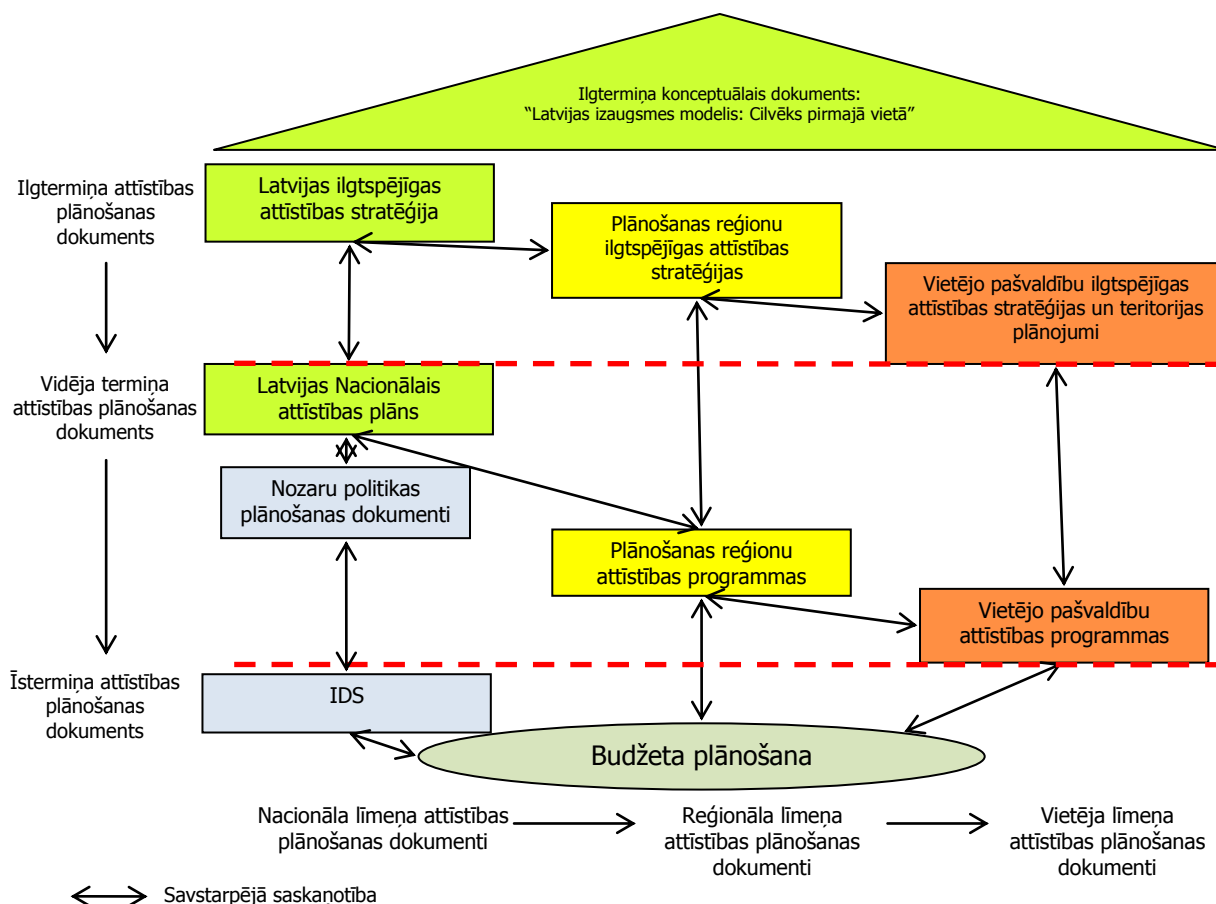 Ilgtermiņa konceptuālais dokuments:
“Latvijas izaugsmes modelis: Cilvēks pirmajā vietā”
Ilgtermiņa attīstības
plānošanas
dokuments
Latvijas ilgtspējīgas
attīstības stratēģija
Plānošanas reģionu
ilgtspējīgas attīstības
stratēģijas
Vietējo pašvaldību ilgtspējīgas
attīstības stratēģijas un teritorijas
plānojumi
Vidēja termiņa
attīstības plānošanas
dokuments
Latvijas Nacionālais
attīstības plāns
Nozaru politikas
plānošanas dokumenti
Plānošanas reģionu
attīstības programmas
Vietējo pašvaldību
attīstības programmas
Īstermiņa attīstības
plānošanas
dokuments
IDS
Budžeta plānošana
Nacionāla līmeņa attīstības
plānošanas dokumenti
Reģionāla līmeņa
attīstības plānošanas
dokumenti
Vietēja līmeņa
attīstības plānošanas
dokumenti
Savstarpējā saskaņotība